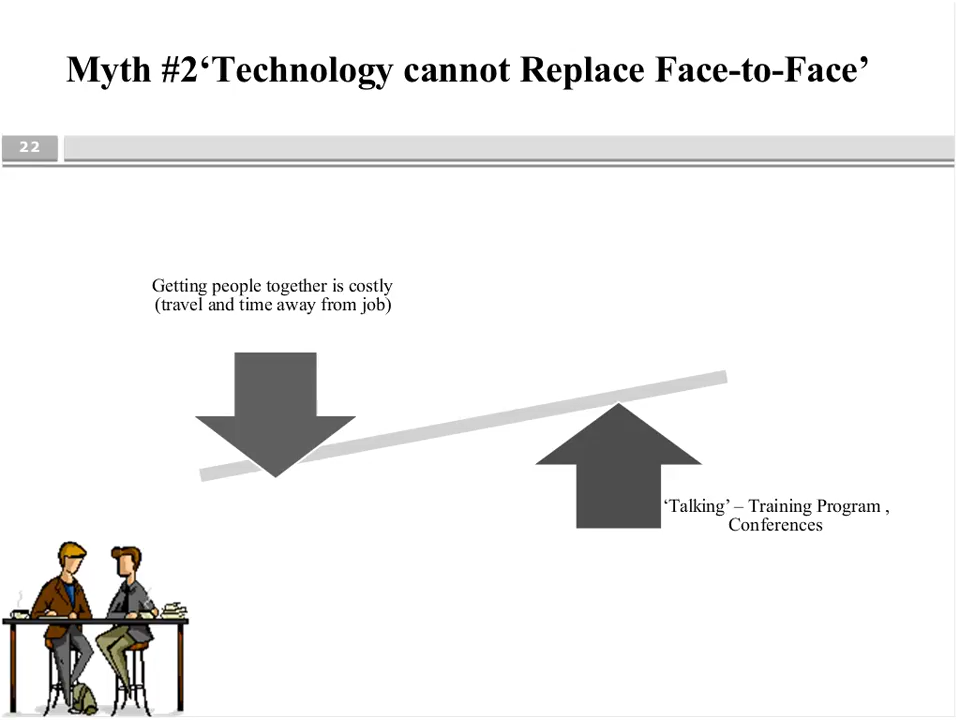 Myth #2‘Technology cannot Replace Face-to-Face’
22
Getting people together is costly
(travel and time away from job)
‘Talking’ – Training Program ,
Conferences